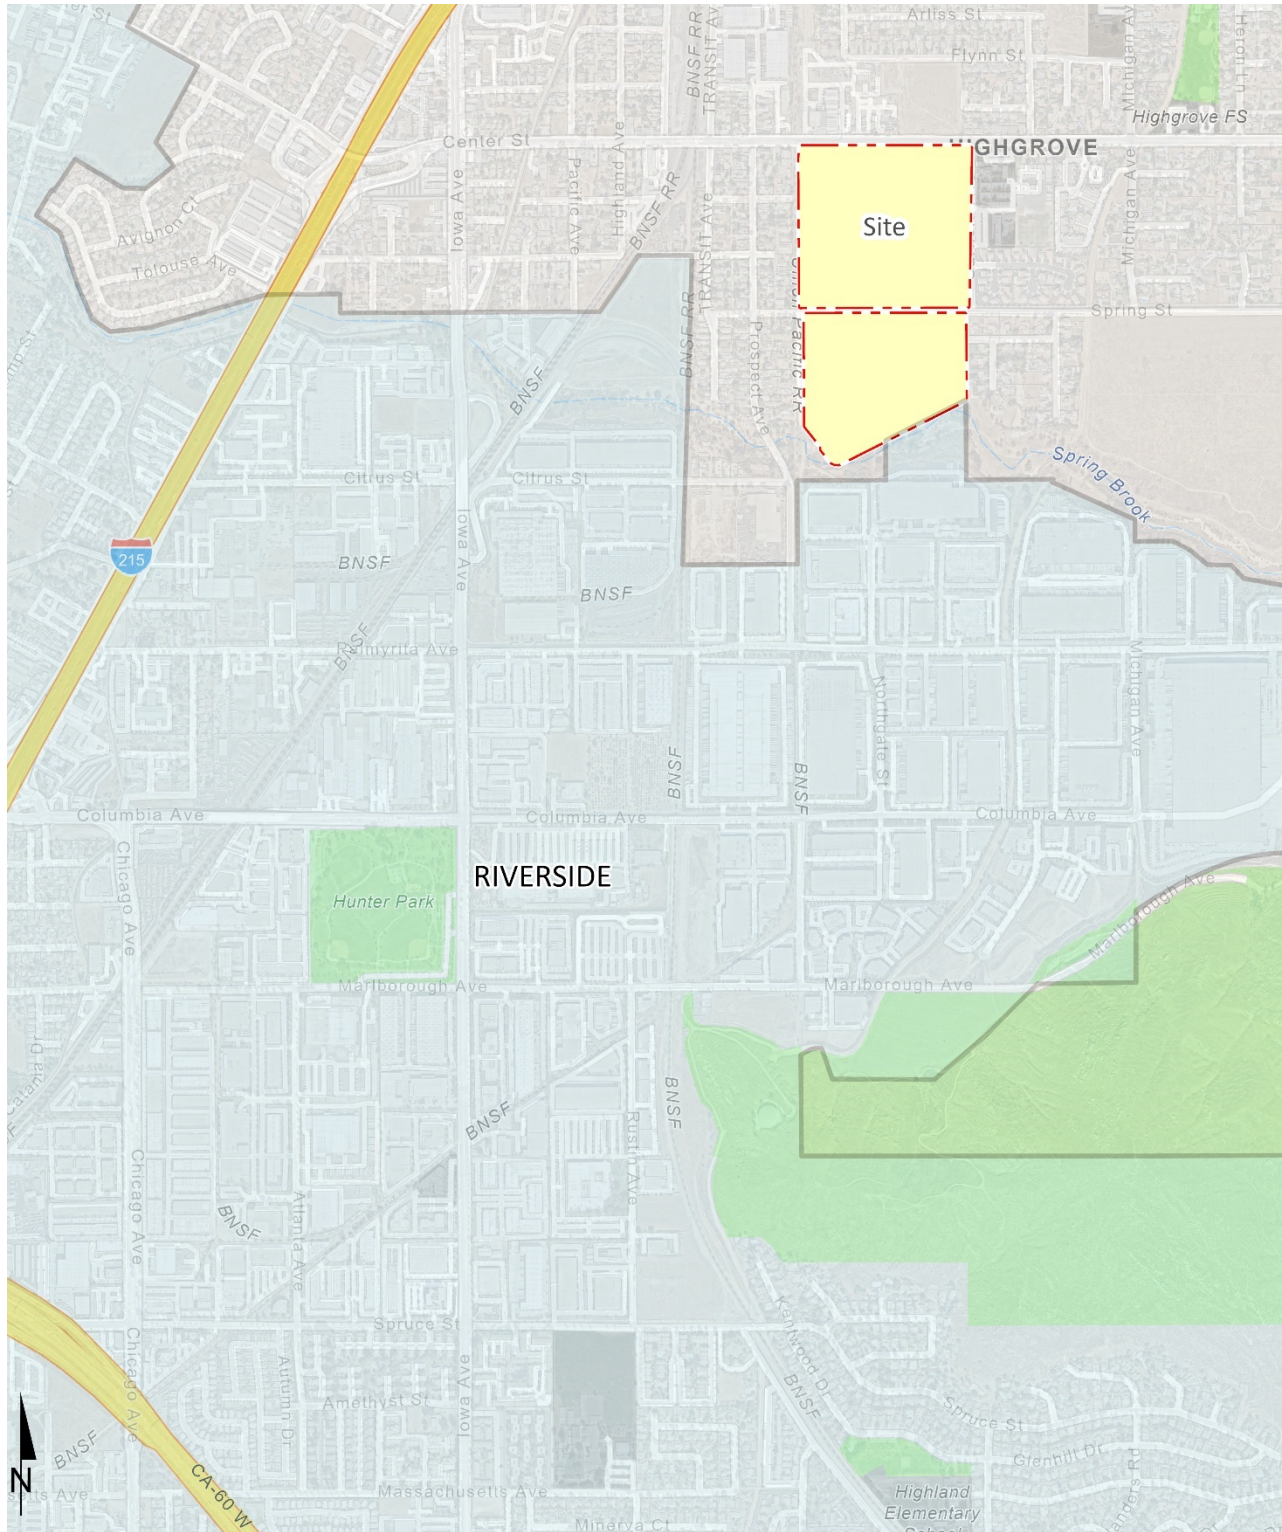 Arliss St
Flynn St
Michigan Av
Heron Ln
Highgrove FS
BNSF RR
TRANSIT Av
Center St
HIGHGROVE
Iowa Ave
Pacific Ave
Highland Ave
BNSF RR
TRANSIT Ave
Michigan Ave
Avignon Ct
Tolouse Ave
Site
Spring St
BNSF RR
Prospect Ave
Union Pacific RR
BNSF
Spring Brook
Citrus St
Citrus St
215
Iowa Ave
BNSF
BNSF
BNSF
Palmyrita Ave
Northgate St
Michigan Ave
BNSF
BNSF
Columbia Ave
Columbia Ave
Columbia Ave
Chicago Ave
Hunter Park
RIVERSIDE
Marlborough Ave
Marlborough Ave
Marlborough Ave
Catania Dr
BNSF
BNSF
Rustin Ave
Chicago Ave
Atlanta Ave
BNSF
Spruce St
Chicago Ave
Autumn Dr
Amethyst St
Iowa Ave
Kentwood Dr
BNSF
Spruce St
Glenhill Dr
N
BNSF
CA-60 W
Massachusetts Ave
Minerva Ct
Highland
Elementary
School